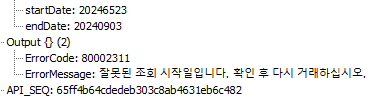 startDate: 20246523
endDate: 20240903
Output {} (2)
ErrorCode: 80002311
ErrorMessage: 잘못된 조회 시작일입니다. 확인 후 다시 거래하십시오.
API_SEQ: 65ff4b64cdedeb303c8ab4631eb6c482